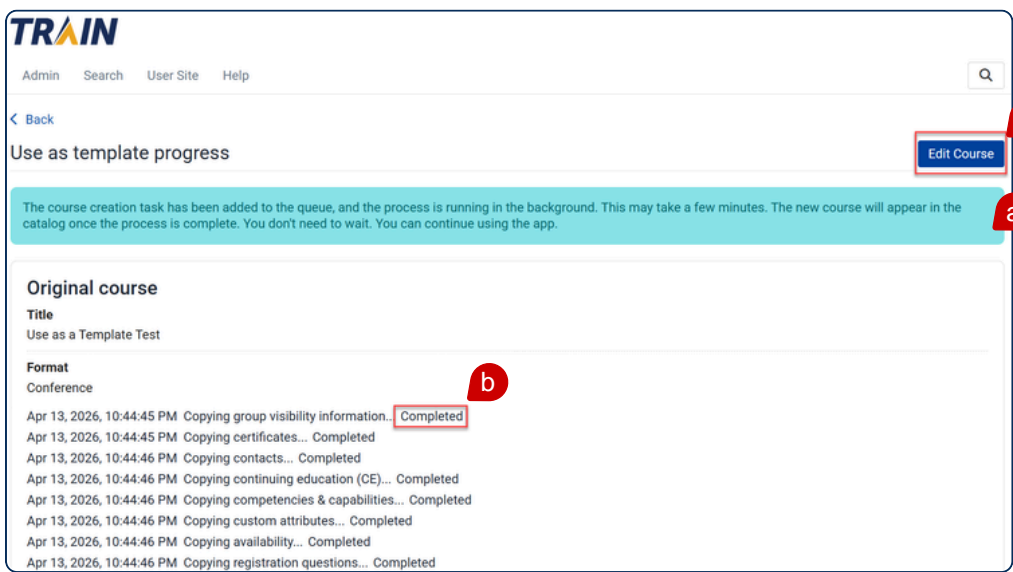 TRAIN
Admin Search User Site Help
Back
Use as template progress
Edit Course
The course creation task has been added to the queue, and the process is running in the background. This may take a few minutes. The new course will appear in the
catalog once the process is complete. You don't need to wait. You can continue using the app.
a
Original course
Title
Use as a Template Test
Format
Conference
b
Apr 13, 2026, 10:44:45 PM Copying group visibility information... Completed
Apr 13, 2026, 10:44:45 PM Copying certificates... Completed
Apr 13, 2026, 10:44:46 PM Copying contacts... Completed
Apr 13, 2026, 10:44:46 PM Copying continuing education (CE)... Completed
Apr 13, 2026, 10:44:46 PM Copying competencies & capabilities... Completed
Apr 13, 2026, 10:44:46 PM Copying custom attributes... Completed
Apr 13, 2026, 10:44:46 PM Copying availability... Completed
Apr 13, 2026, 10:44:46 PM Copying registration questions... Completed